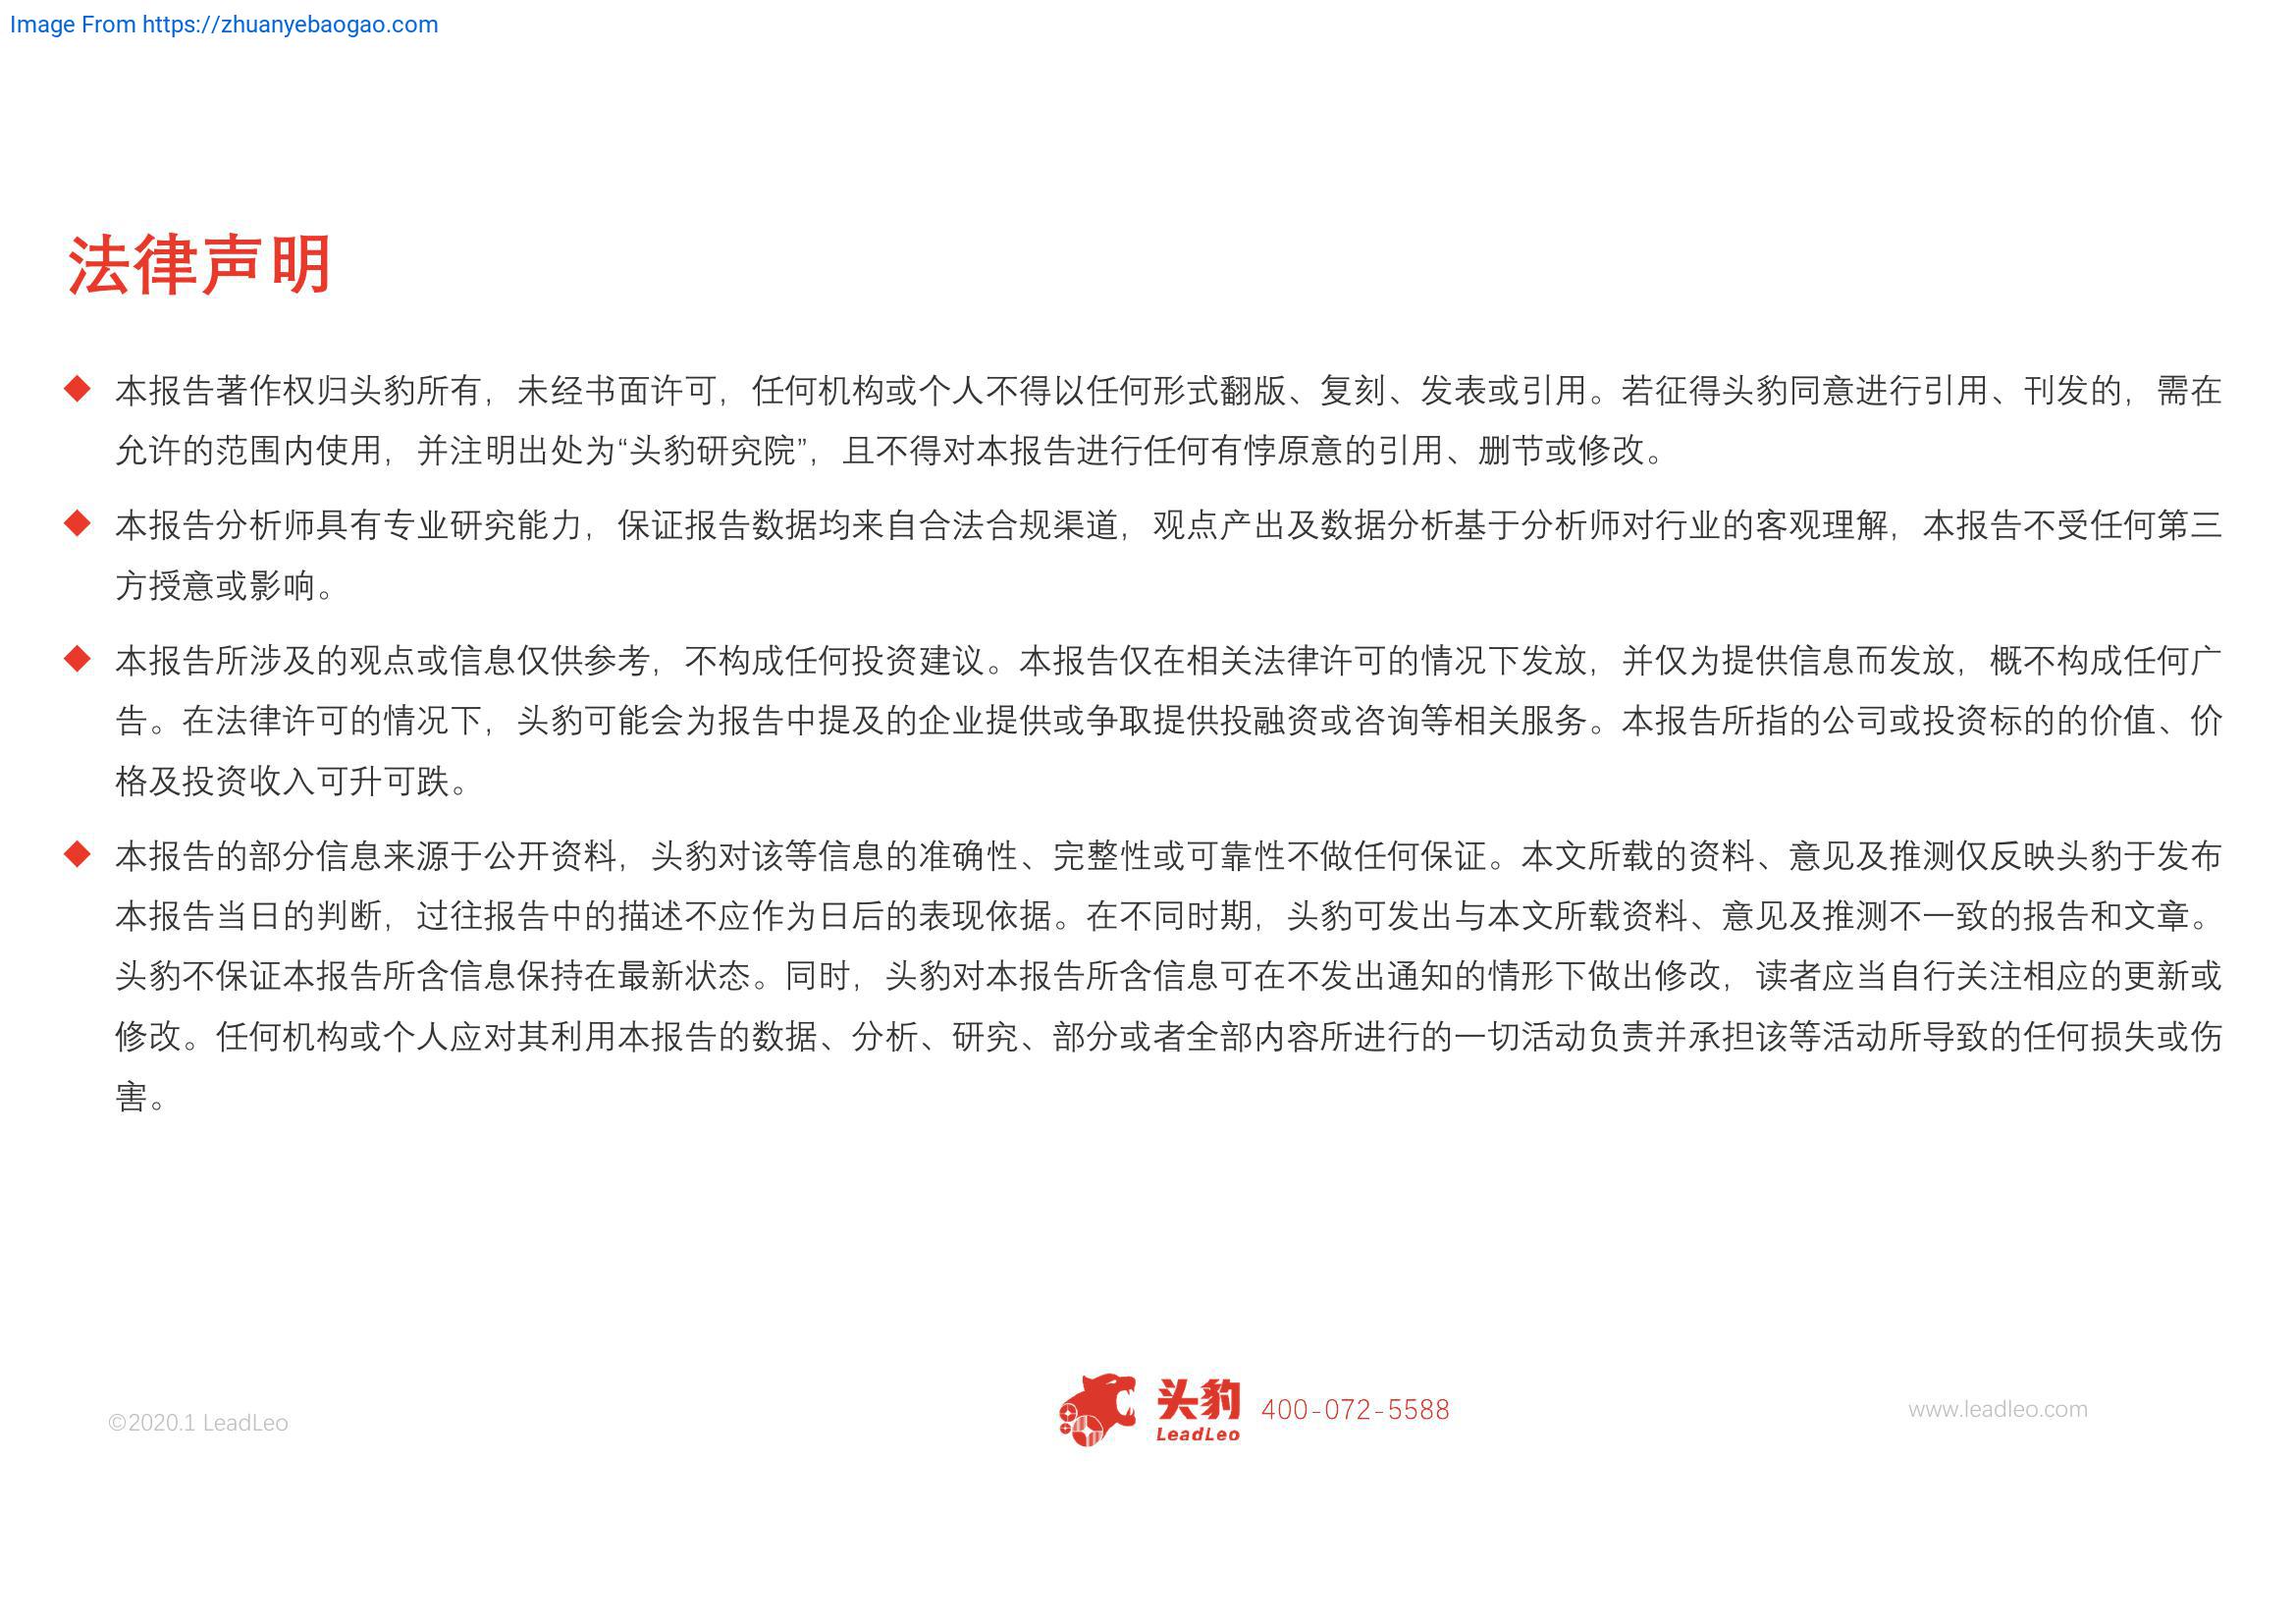 Image From https://zhuanyebaogao.com
法律声明
◆ 本报告著作权归头豹所有，未经书面许可，任何机构或个人不得以任何形式翻版、复刻、发表或引用。若征得头豹同意进行引用、刊发的，需在
允许的范围内使用，并注明出处为“头豹研究院”，且不得对本报告进行任何有悖原意的引用、删节或修改。
◆ 本报告分析师具有专业研究能力，保证报告数据均来自合法合规渠道，观点产出及数据分析基于分析师对行业的客观理解，本报告不受任何第三
方授意或影响。
◆ 本报告所涉及的观点或信息仅供参考，不构成任何投资建议。本报告仅在相关法律许可的情况下发放，并仅为提供信息而发放，概不构成任何广
告。在法律许可的情况下，头豹可能会为报告中提及的企业提供或争取提供投融资或咨询等相关服务。本报告所指的公司或投资标的的价值、价
格及投资收入可升可跌。
◆ 本报告的部分信息来源于公开资料，头豹对该等信息的准确性、完整性或可靠性不做任何保证。本文所载的资料、意见及推测仅反映头豹于发布
本报告当日的判断，过往报告中的描述不应作为日后的表现依据。在不同时期，头豹可发出与本文所载资料、意见及推测不一致的报告和文章。
头豹不保证本报告所含信息保持在最新状态。同时，头豹对本报告所含信息可在不发出通知的情形下做出修改，读者应当自行关注相应的更新或
修改。任何机构或个人应对其利用本报告的数据、分析、研究、部分或者全部内容所进行的一切活动负责并承担该等活动所导致的任何损失或伤
害。
©2020.1 LeadLeo
头豹
LeadLeo
400-072-5588
www.leadleo.com